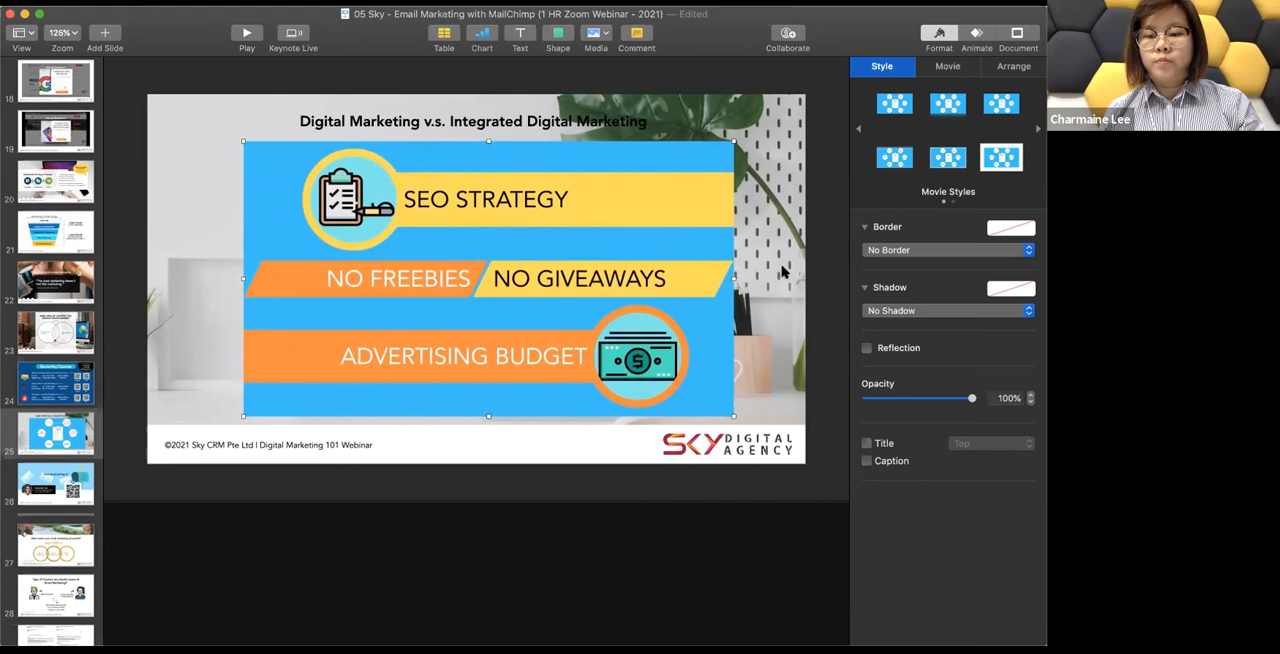 05 Sky - Email Marketing with MailChimp (1 HR Zoom Webinar - 2021) — Edited
125%
View
Zoom
Add Slide
Play
Keynote Live
Table
Chart
Text
Shape
Media
Comment
Collaborate
Format
Animate
Document
Style
Movie
Arrange
Charmaine Lee
18
19
20
21
22
23
24
25
26
27
28
Digital Marketing v.s. Integrated Digital Marketing
SEO STRATEGY
NO FREEBIES
NO GIVEAWAYS
ADVERTISING BUDGET
©2021 Sky CRM Pte Ltd | Digital Marketing 101 Webinar
SKY DIGITAL
AGENCY
Movie Styles
Border
No Border
Shadow
No Shadow
Reflection
Opacity
100%
Title
Top
Caption